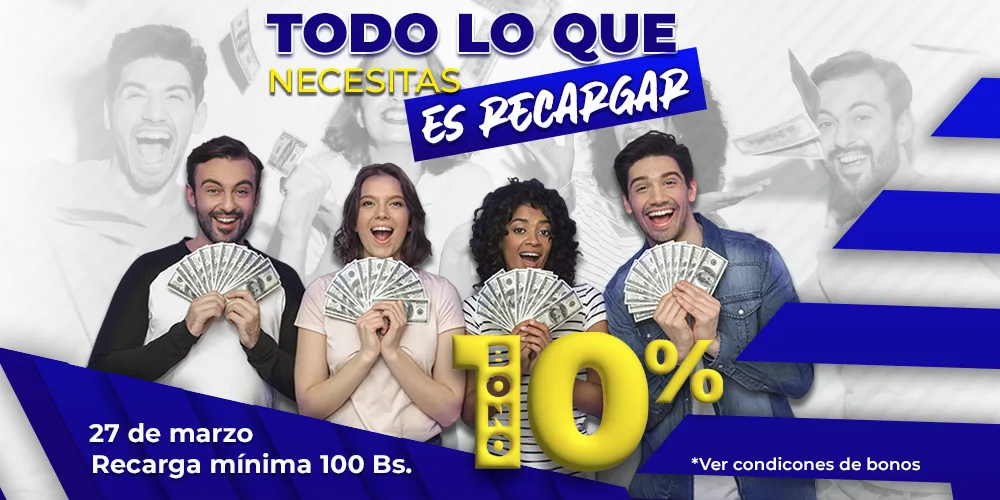 TODO LO QUE
NECESITAS
ES RECARGAR
BONO
10%
27 de marzo
Recarga mínima 100 Bs.
*Ver condicones de bonos